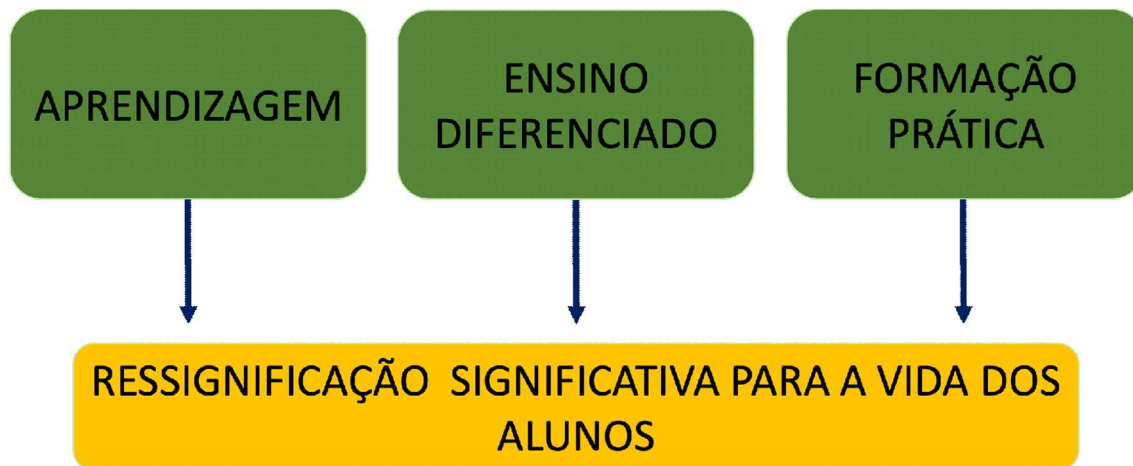 APRENDIZAGEM
ENSINO
DIFERENCIADO
FORMAÇÃO
PRÁTICA
RESSIGNIFICAÇÃO SIGNIFICATIVA PARA A VIDA DOS
ALUNOS